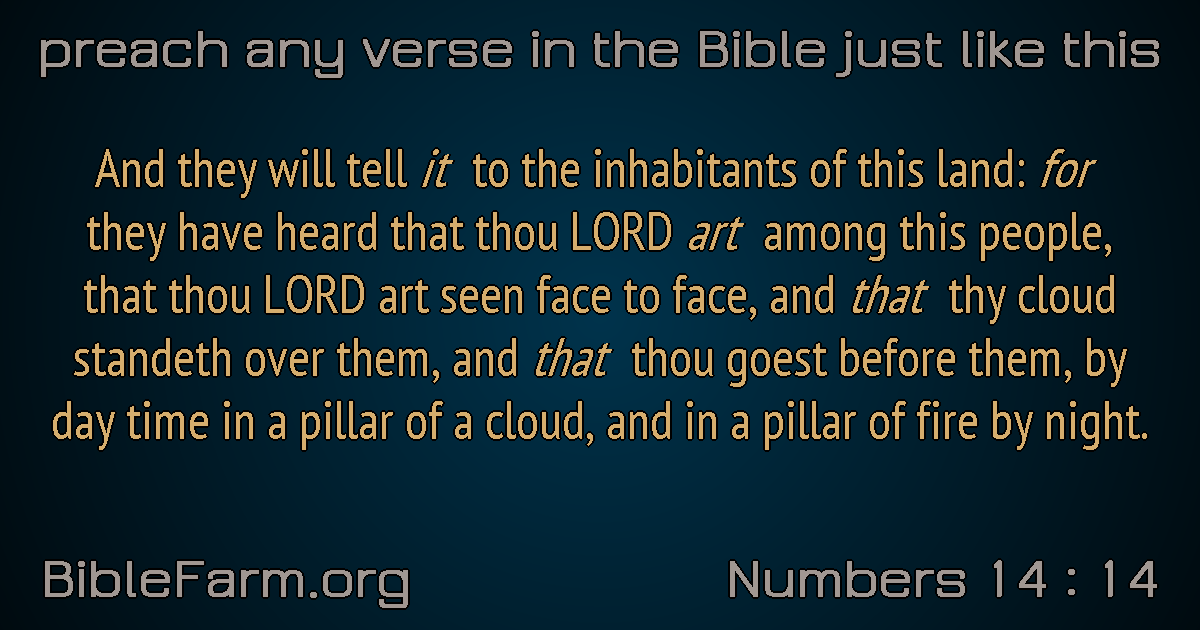 preach any verse in the Bible just like this
And they will tell it to the inhabitants of this land: for
they have heard that thou LORD art among this people,
that thou LORD art seen face to face, and that thy cloud
standeth over them, and that thou goest before them, by
day time in a pillar of a cloud, and in a pillar of fire by night.
BibleFarm.org
Numbers 14 : 14